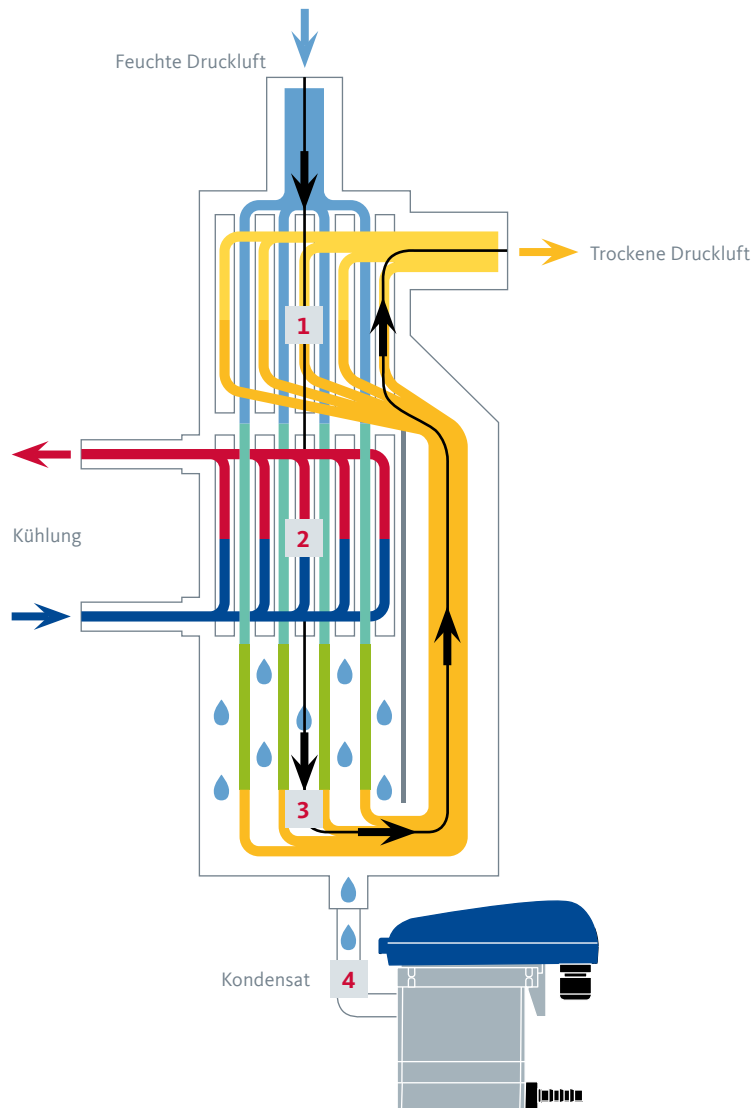 Feuchte Druckluft
Trockene Druckluft
1
Kühlung
2
3
Kondensat
4